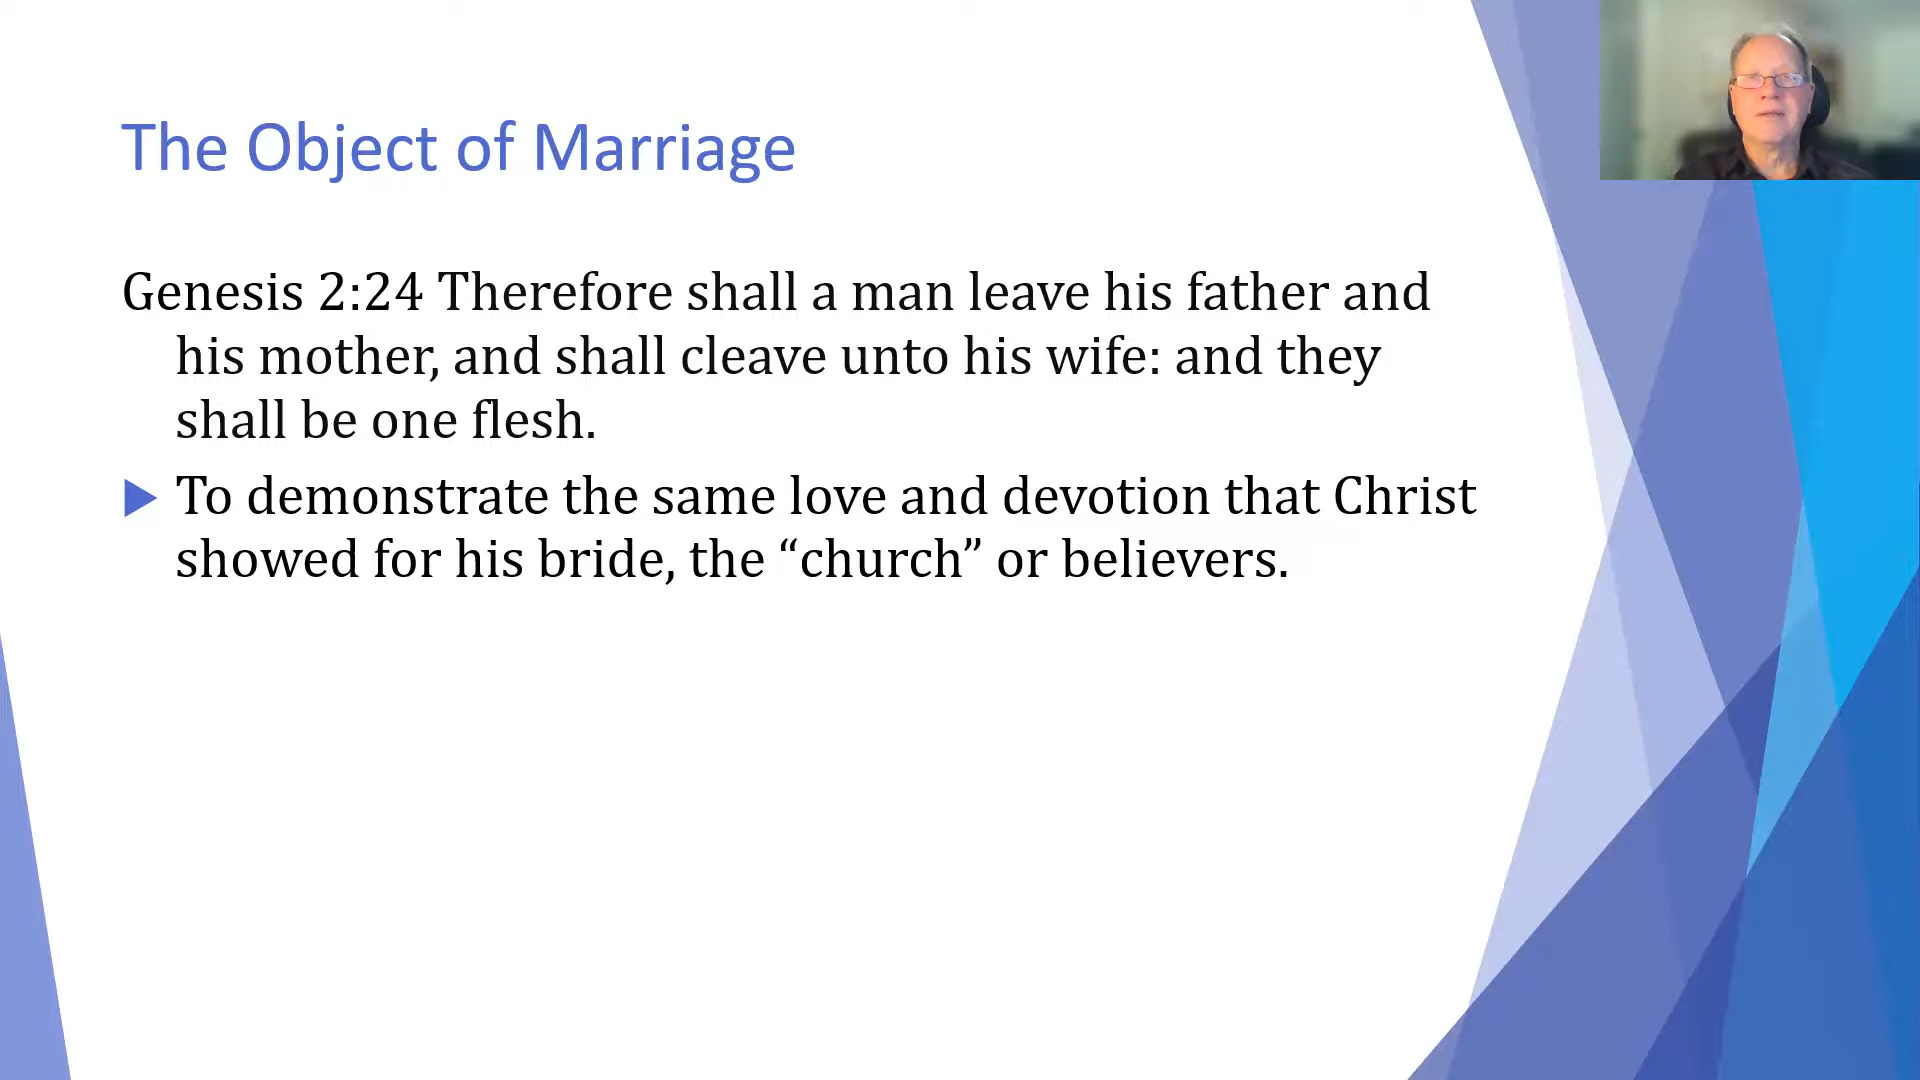 The Object of Marriage
Genesis 2:24 Therefore shall a man leave his father and
his mother, and shall cleave unto his wife: and they
shall be one flesh.
To demonstrate the same love and devotion that Christ
showed for his bride, the “church” or believers.